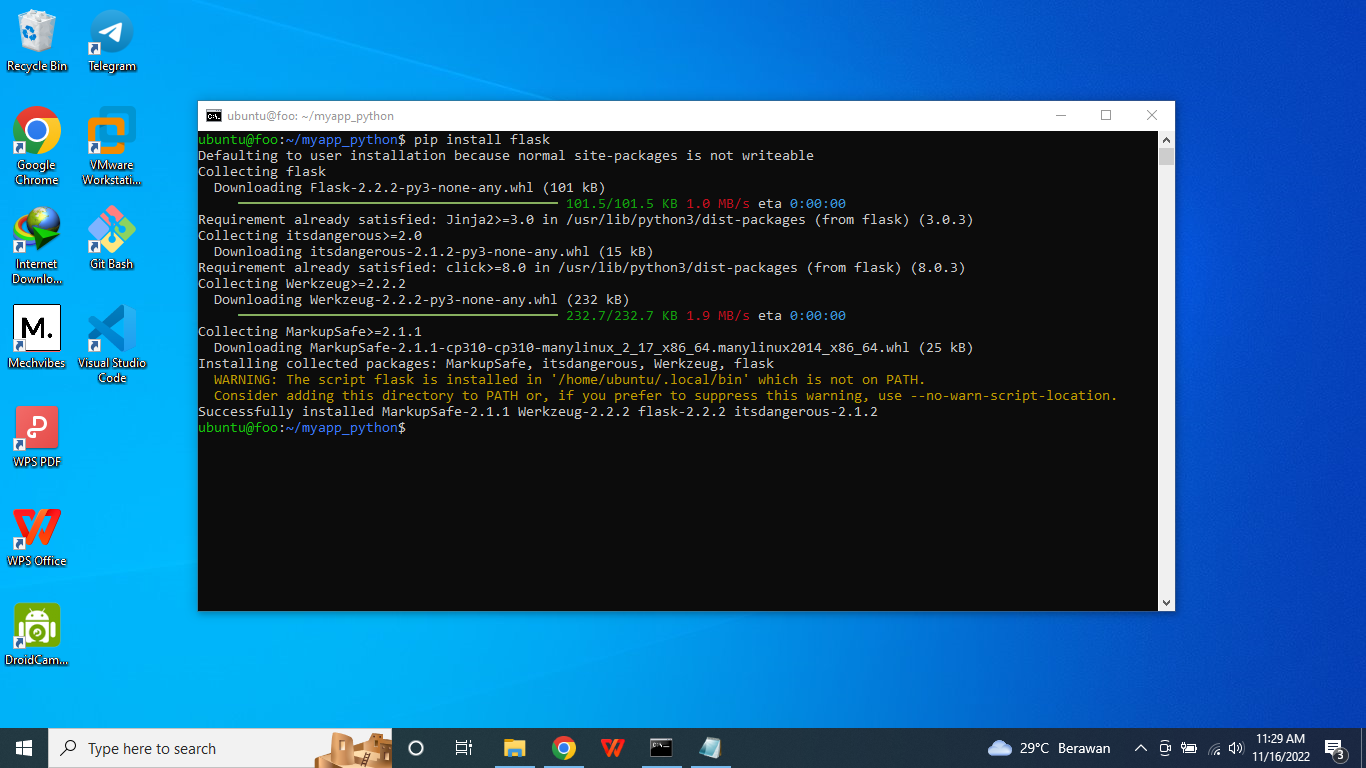 Recycle Bin
Telegram
Google Chrome
VMware Workstati...
Internet Downlo...
Git Bash
M.
Mechvibes
Visual Studio Code
WPS PDF
WPS Office
DroidCam...
C:\.
ubuntu@foo: ~/myapp_python
ubuntu@foo:~/myapp_python$ pip install flask
Defaulting to user installation because normal site-packages is not writeable
Collecting flask
  Downloading Flask-2.2.2-py3-none-any.whl (101 kB)
101.5/101.5 KB 1.0 MB/s eta 0:00:00
Requirement already satisfied: Jinja2>=3.0 in /usr/lib/python3/dist-packages (from flask) (3.0.3)
Collecting itsdangerous>=2.0
  Downloading itsdangerous-2.1.2-py3-none-any.whl (15 kB)
Requirement already satisfied: click>=8.0 in /usr/lib/python3/dist-packages (from flask) (8.0.3)
Collecting Werkzeug>=2.2.2
  Downloading Werkzeug-2.2.2-py3-none-any.whl (232 kB)
232.7/232.7 KB 1.9 MB/s eta 0:00:00
Collecting MarkupSafe>=2.1.1
  Downloading MarkupSafe-2.1.1-cp310-cp310-manylinux_2_17_x86_64.manylinux2014_x86_64.whl (25 kB)
Installing collected packages: MarkupSafe, itsdangerous, Werkzeug, flask
  WARNING: The script flask is installed in '/home/ubuntu/.local/bin' which is not on PATH.
  Consider adding this directory to PATH or, if you prefer to suppress this warning, use --no-warn-script-location.
Successfully installed MarkupSafe-2.1.1 Werkzeug-2.2.2 flask-2.2.2 itsdangerous-2.1.2
ubuntu@foo:~/myapp_python$
Type here to search
29°C Berawan
11:29 AM
11/16/2022
3